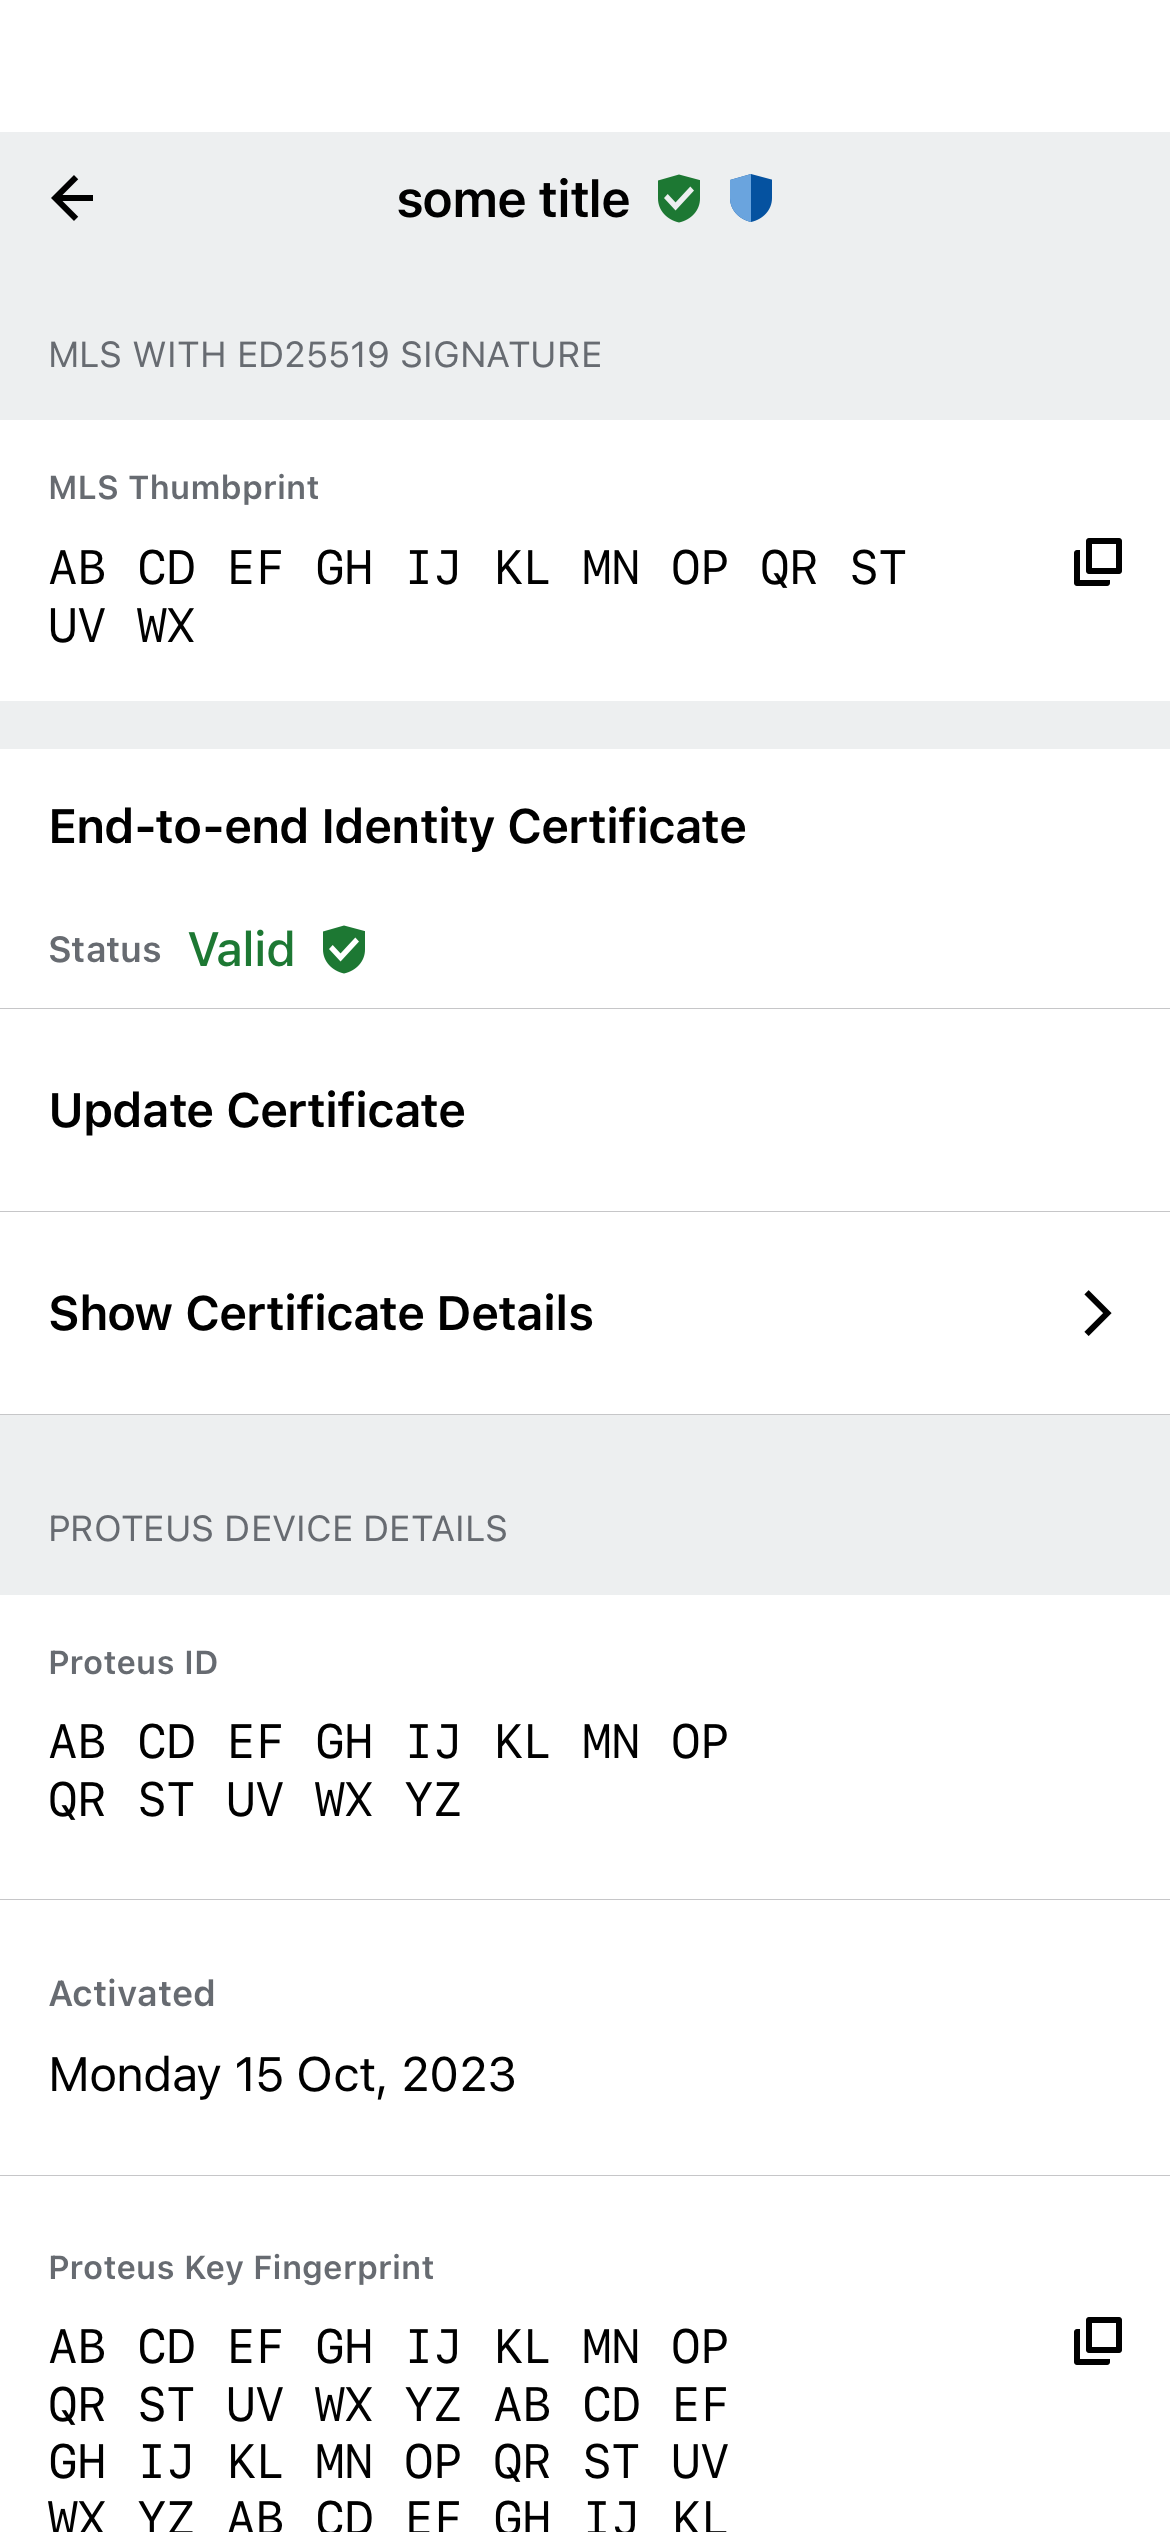 some title
MLS WITH ED25519 SIGNATURE
MLS Thumbprint
AB CD EF GH IJ KL MN OP QR ST
UV WX
End-to-end Identity Certificate
Status Valid
Update Certificate
Show Certificate Details
PROTEUS DEVICE DETAILS
Proteus ID
AB CD EF GH IJ KL MN OP
QR ST UV WX YZ
Activated
Monday 15 Oct, 2023
Proteus Key Fingerprint
AB CD EF GH IJ KL MN OP
QR ST UV WX YZ AB CD EF
GH IJ KL MN OP QR ST UV
WX YZ AB CD EF GH IJ KL